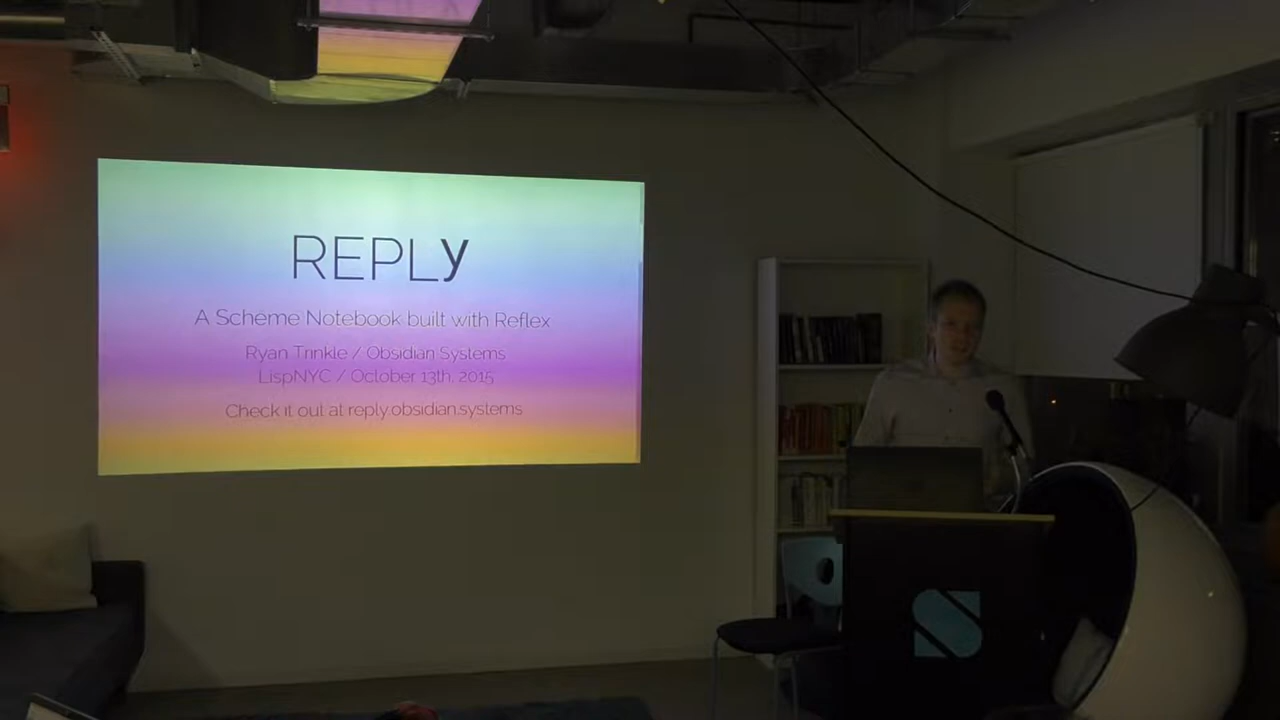 REPLy
A Scheme Notebook built with Reflex
Ryan Trinkle / Obsidian Systems
LispNYC / October 13th, 2015
Check it out at reply.obsidian.systems